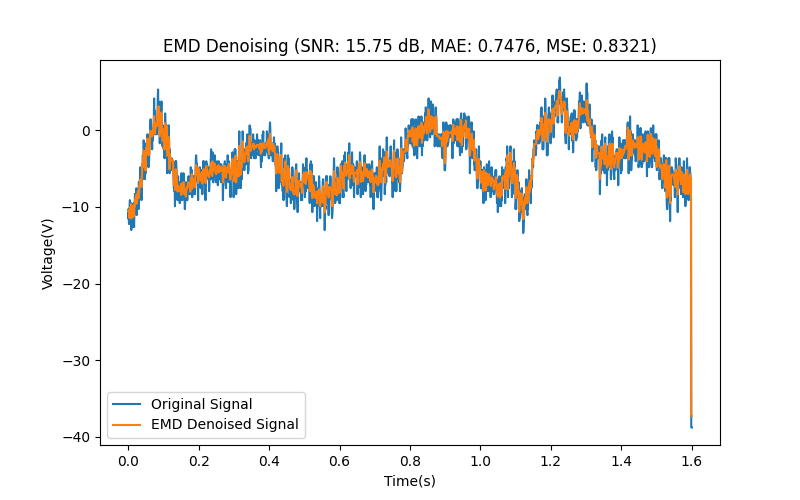 EMD Denoising (SNR: 15.75 dB, MAE: 0.7476, MSE: 0.8321)
0
−10
−20
−30
−40
Voltage(V)
Original Signal
EMD Denoised Signal
0.0 0.2 0.4 0.6 0.8 1.0 1.2 1.4 1.6
Time(s)